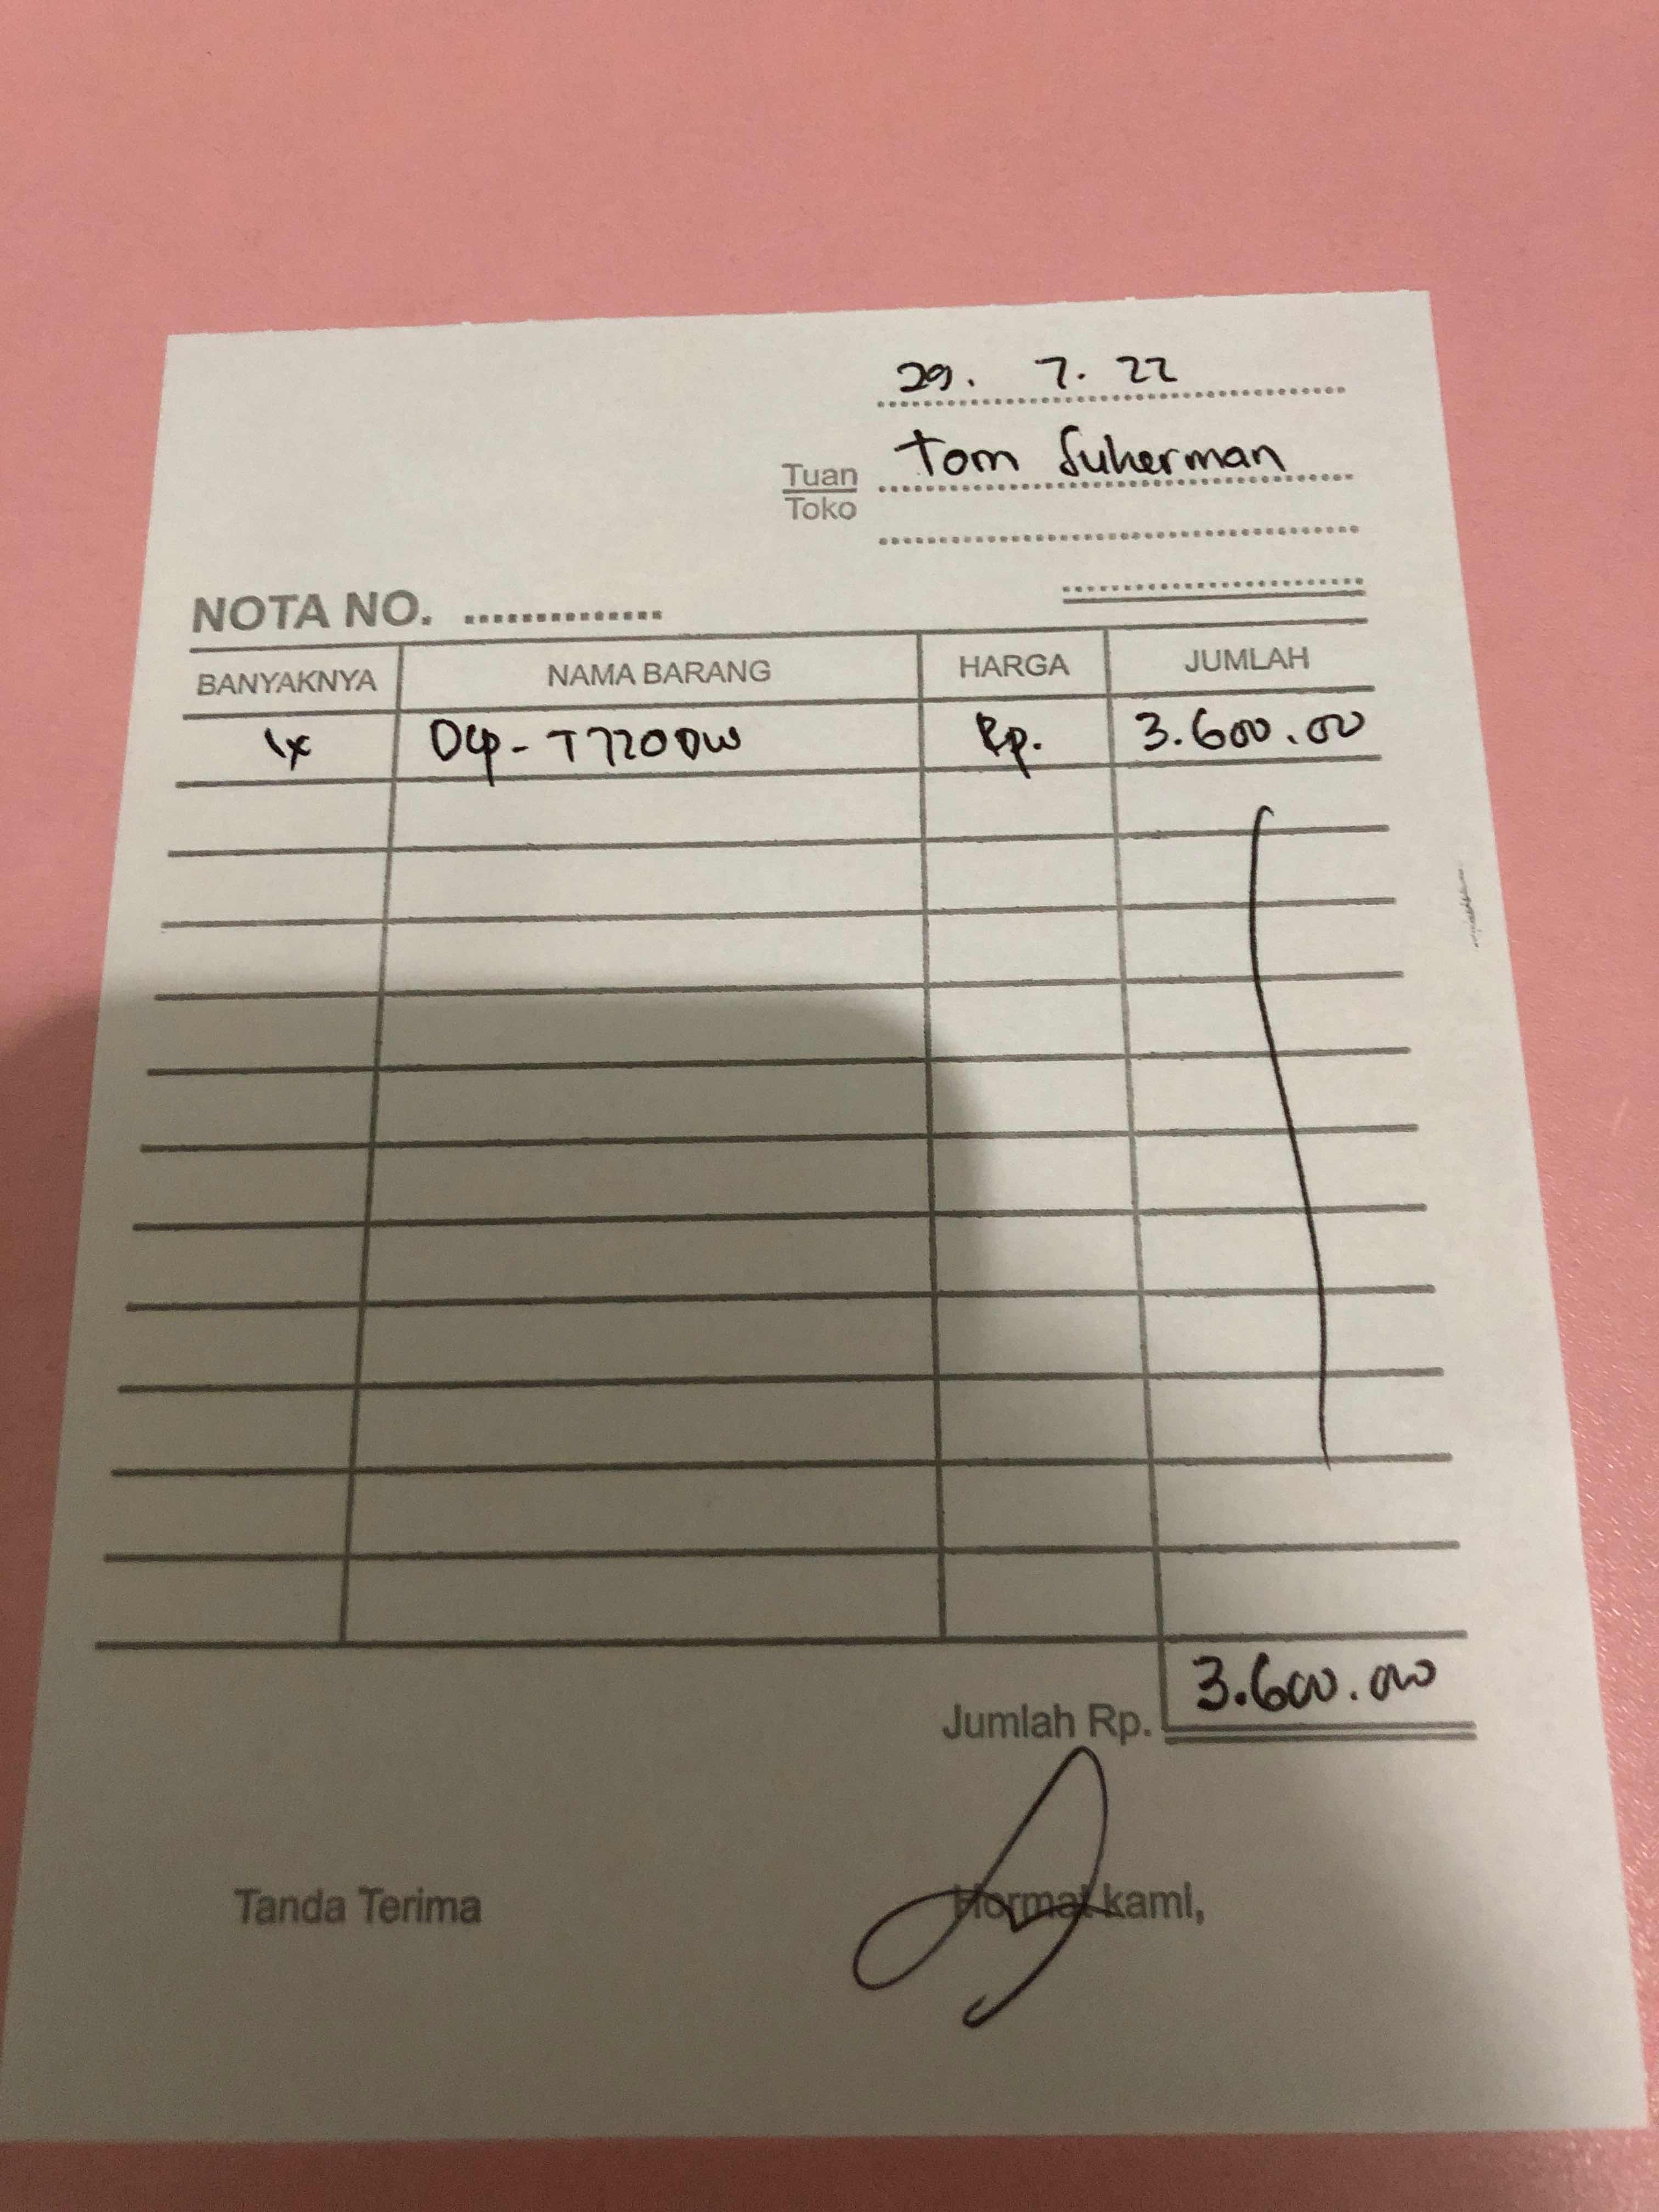 29. 7. 22
Tuan Tom Suherman
Toko
NOTA NO. ...............
BANYAKNYA NAMA BARANG HARGA JUMLAH
1x Dcp-T720DW Rp. 3.600.000
Jumlah Rp. 3.600.000
Tanda Terima Hormat kami,